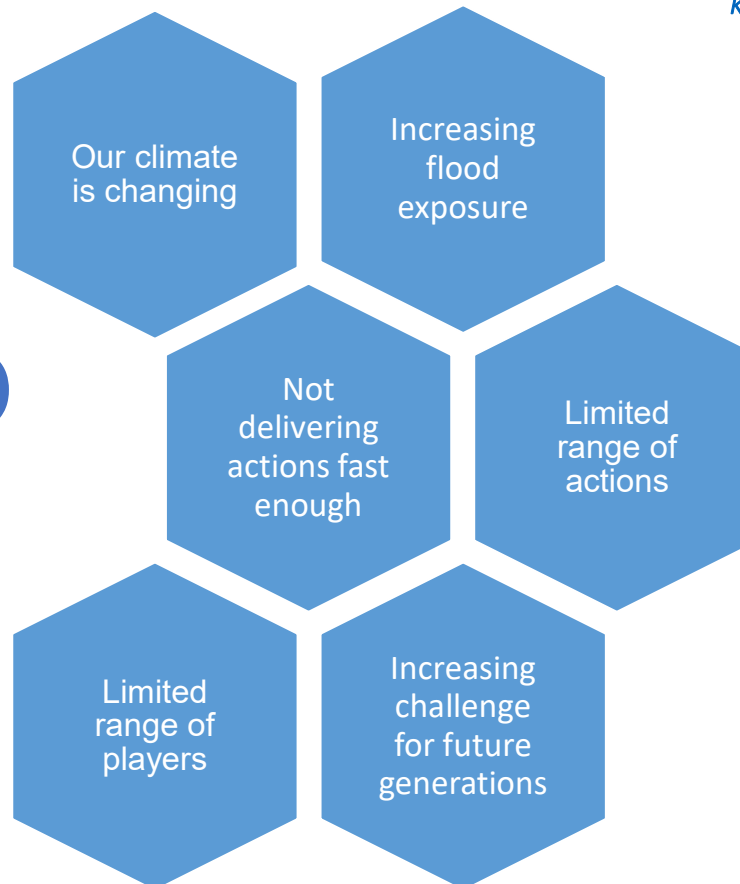 Our climate
is changing
Increasing
flood
exposure
Not
delivering
actions fast
enough
Limited
range of
actions
Limited
range of
players
Increasing
challenge
for future
generations